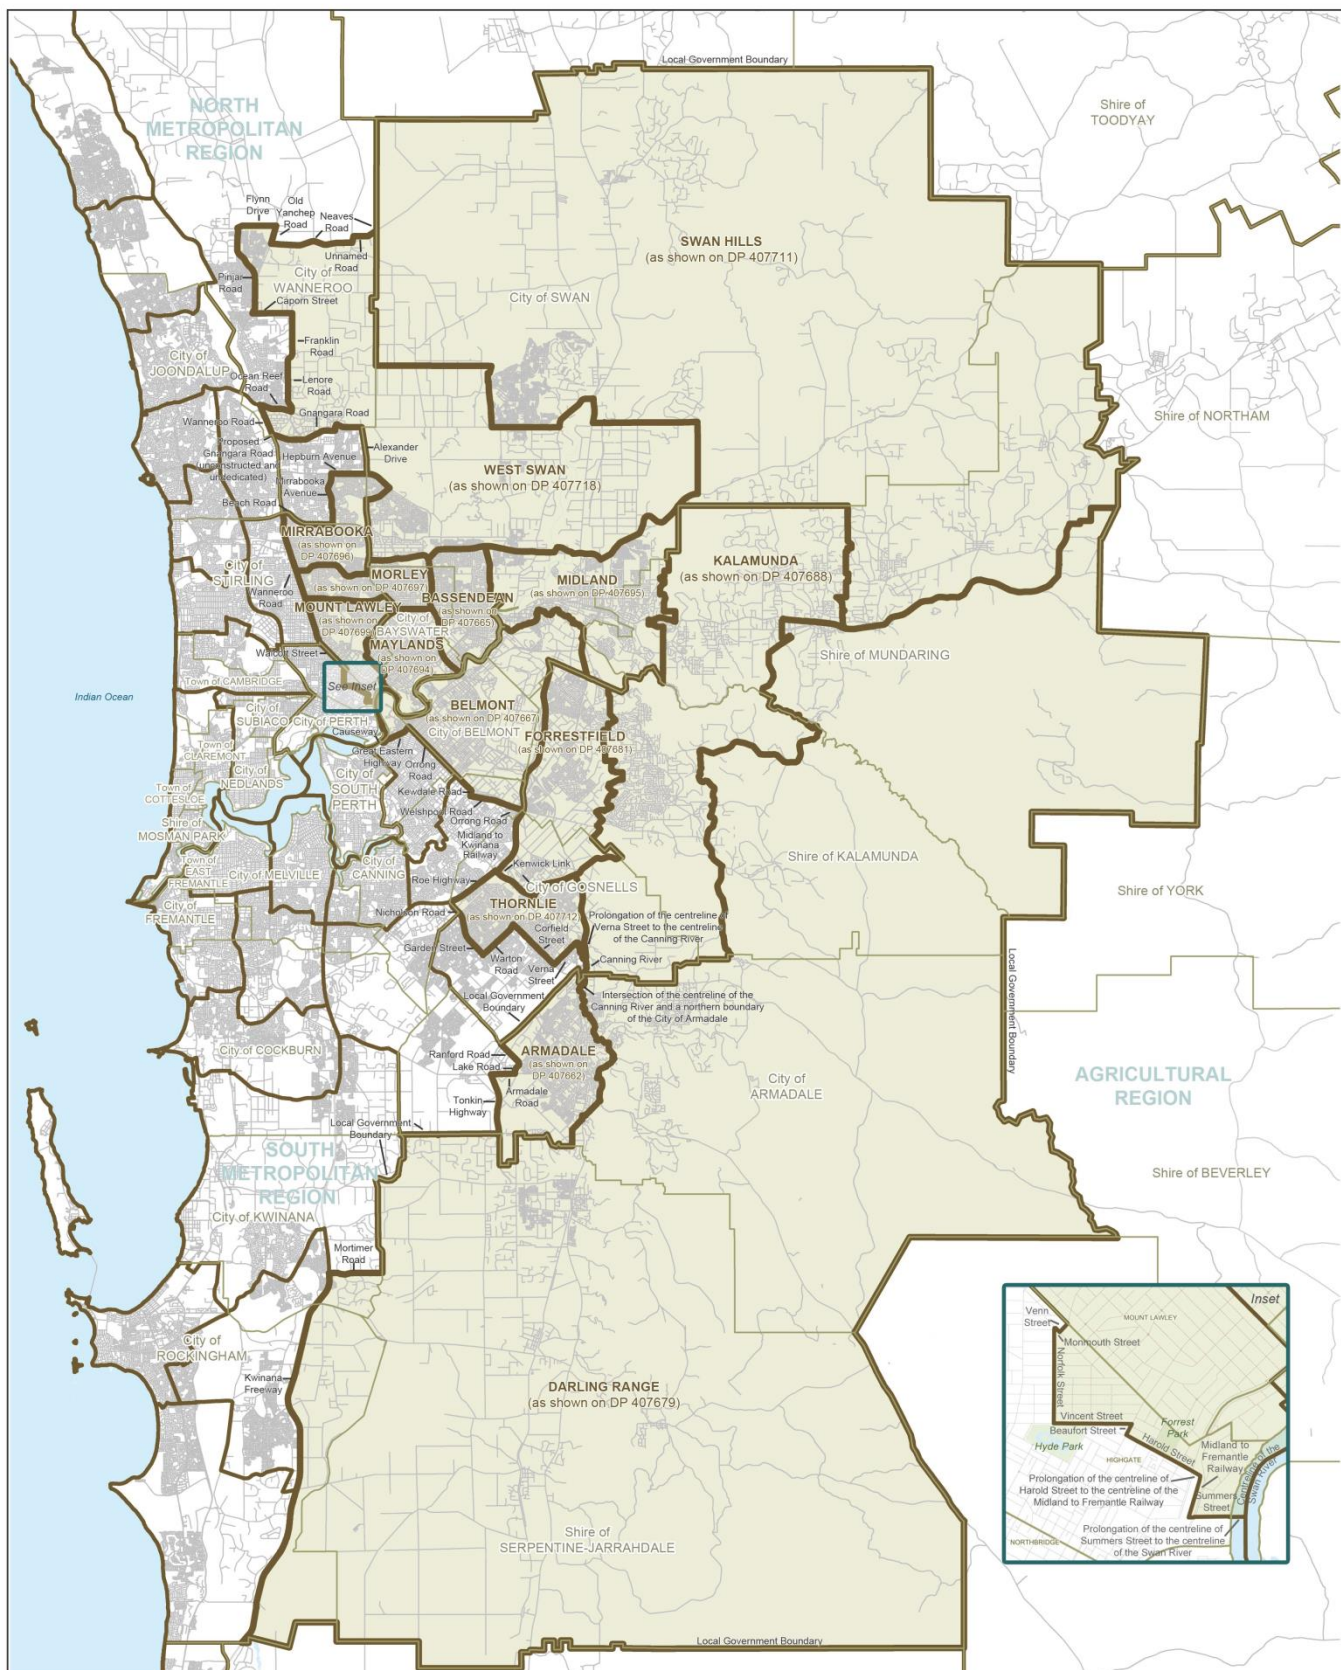 Local Government Boundary
NORTH
METROPOLITAN
REGION
Shire of
TOODYAY
Flynn
Drive
Old
Yanchep
Road
Neaves
Road
Unnamed
Road
SWAN HILLS
(as shown on DP 407711)
City of
WANNEROO
Pinjar
Road
Caporn Street
City of SWAN
Franklin
Road
City of
JOONDALUP
Ocean Reef
Road
Lenore
Road
Gnangara Road
Wanneroo Road
Proposed
Gnangara Road
(unconstructed and
undedicated)
Hepburn Avenue
Alexander
Drive
Mirrabooka
Avenue
Beach Road
Shire of NORTHAM
WEST SWAN
(as shown on DP 407718)
MIRRABOOKA
(as shown on
DP 407696)
City of
STIRLING
Wanneroo
Road
MORLEY
(as shown on DP 407697)
MOUNT LAWLEY
(as shown on
DP 407699)
BASSENDEAN
(as shown on
DP 407665)
City of
BAYSWATER
MAYLANDS
(as shown on
DP 407694)
MIDLAND
(as shown on DP 407695)
KALAMUNDA
(as shown on DP 407688)
Walcott Street
Shire of MUNDARING
Town of CAMBRIDGE
See Inset
Indian Ocean
City of
SUBIACO
City of PERTH
Causeway
BELMONT
(as shown on DP 407667)
City of BELMONT
FORRESTFIELD
(as shown on DP 407681)
Town of
CLAREMONT
City of
NEDLANDS
Great Eastern
Highway
Orrong
Road
Town of
COTTESLOE
City of
SOUTH
PERTH
Kewdale Road
Welshpool Road
Orrong Road
Shire of
MOSMAN PARK
Midland to
Kwinana
Railway
Town of
EAST
FREMANTLE
City of MELVILLE
City of
CANNING
Kenwick Link
Roe Highway
City of GOSNELLS
Shire of KALAMUNDA
Shire of YORK
City of
FREMANTLE
Nicholson Road
THORNLIE
(as shown on DP 407712)
Corfield
Street
Prolongation of the centreline of
Verna Street to the centreline
of the Canning River
Garden Street
Warton
Road
Verna
Street
Canning River
Local Government
Boundary
Intersection of the centreline of the
Canning River and a northern boundary
of the City of Armadale
Local Government Boundary
City of COCKBURN
Ranford Road
Lake Road
ARMADALE
(as shown on
DP 407662)
Armadale
Road
Tonkin
Highway
City of
ARMADALE
AGRICULTURAL
REGION
Local Government
Boundary
SOUTH
METROPOLITAN
REGION
Shire of BEVERLEY
City of KWINANA
Mortimer
Road
City of
ROCKINGHAM
Kwinana
Freeway
DARLING RANGE
(as shown on DP 407679)
Shire of
SERPENTINE-JARRAHDALE
Local Government Boundary
Inset
Venn
Street
MOUNT LAWLEY
Monmouth Street
Norfolk Street
Vincent Street
Beaufort Street
Forrest
Park
Hyde Park
HIGHGATE
Harold Street
Midland to
Fremantle
Railway
Centreline of the
Swan River
Prolongation of the centreline of
Harold Street to the centreline of the
Midland to Fremantle Railway
Summers
Street
Prolongation of the centreline of
Summers Street to the centreline
of the Swan River
NORTHBRIDGE